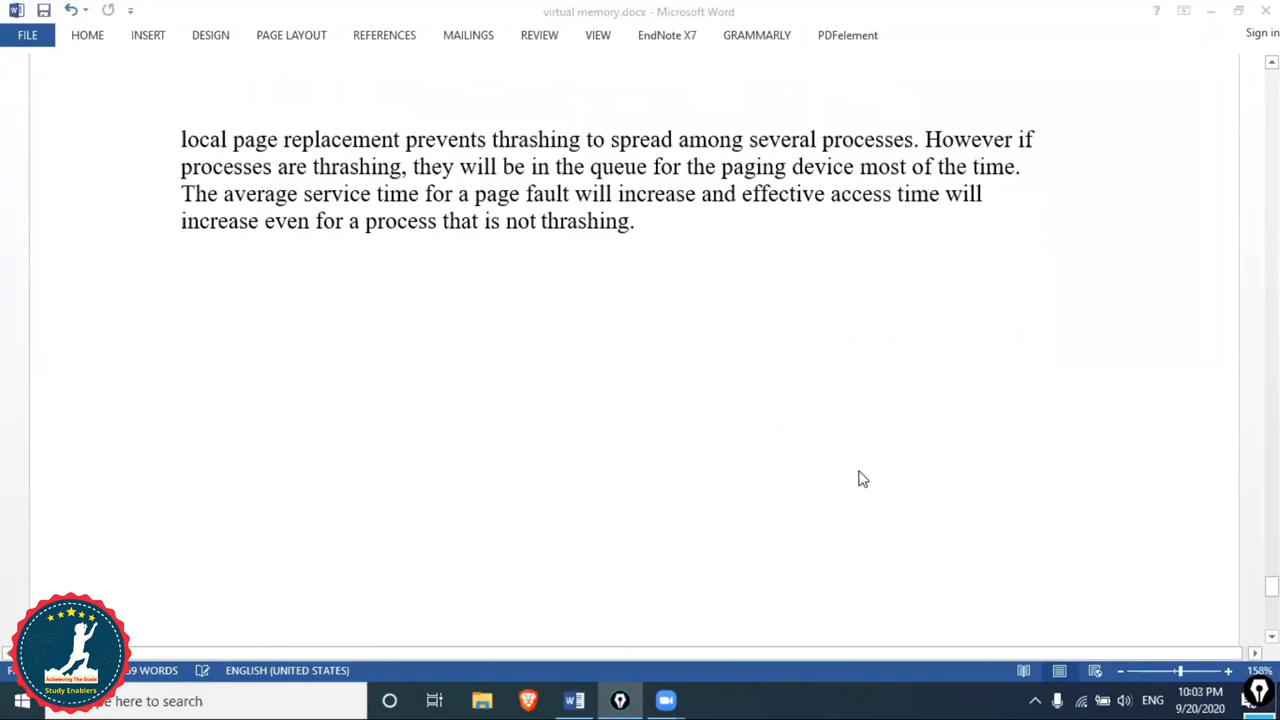 virtual memory.docx - Microsoft Word
FILE HOME INSERT DESIGN PAGE LAYOUT REFERENCES MAILINGS REVIEW VIEW EndNote X7 GRAMMARLY PDFelement Sign in
local page replacement prevents thrashing to spread among several processes. However if
processes are thrashing, they will be in the queue for the paging device most of the time.
The average service time for a page fault will increase and effective access time will
increase even for a process that is not thrashing.
Acheieving The Goals
Study Enablers
WORDS ENGLISH (UNITED STATES) 158%
here to search
ENG
10:03 PM
9/20/2020